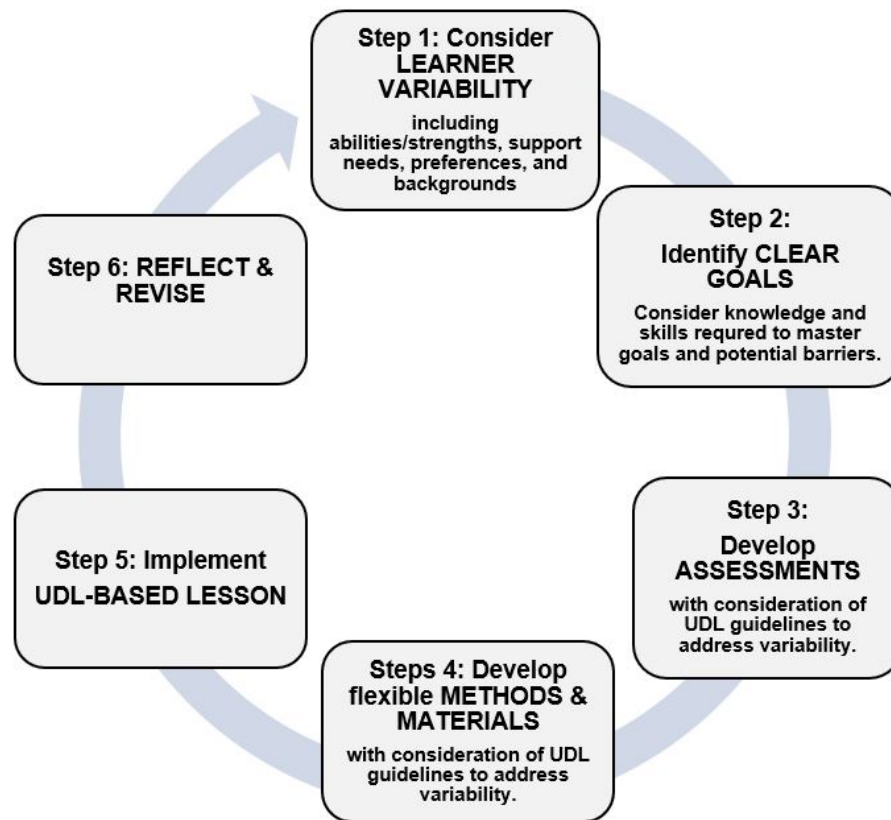 Step 1: Consider
LEARNER
VARIABILITY
including
abilities/strengths, support
needs, preferences, and
backgrounds
Step 2:
Identify CLEAR
GOALS
Consider knowledge and
skills requred to master
goals and potential barriers.
Step 3:
Develop
ASSESSMENTS
with consideration of
UDL guidelines to
address variability.
Steps 4: Develop
flexible METHODS &
MATERIALS
with consideration of UDL
guidelines to address
variability.
Step 5: Implement
UDL-BASED LESSON
Step 6: REFLECT &
REVISE